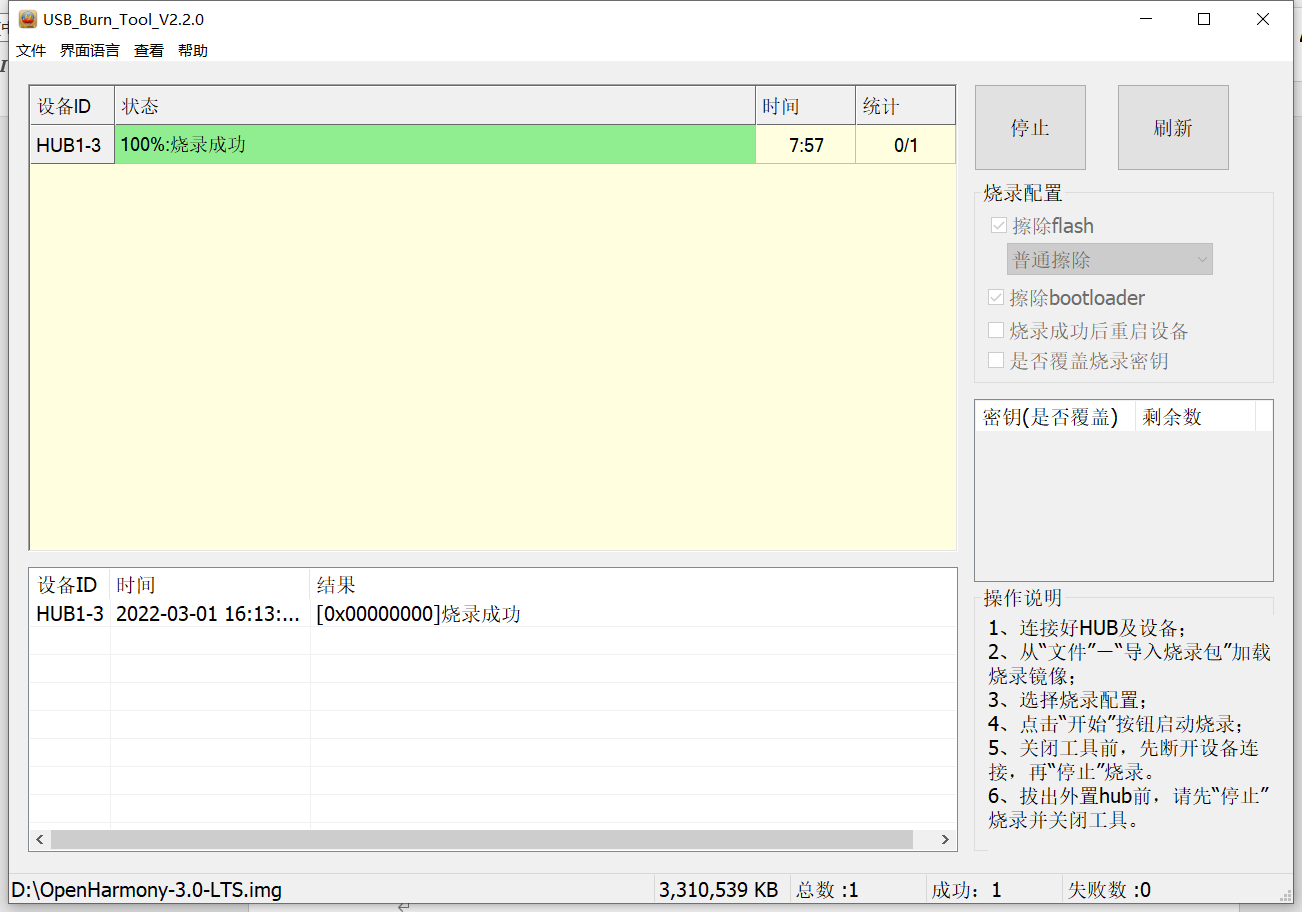 USB_Burn_Tool_V2.2.0
文件 界面语言 查看 帮助
设备ID 状态 时间 统计
HUB1-3 100%:烧录成功 7:57 0/1
停止 刷新
烧录配置
擦除flash
普通擦除
擦除bootloader
烧录成功后重启设备
是否覆盖烧录密钥
密钥(是否覆盖) 剩余数
设备ID 时间 结果
HUB1-3 2022-03-01 16:13:... [0x00000000]烧录成功
操作说明
1、连接好HUB及设备；
2、从“文件”—“导入烧录包”加载
烧录镜像；
3、选择烧录配置；
4、点击“开始”按钮启动烧录；
5、关闭工具前，先断开设备连
接，再“停止”烧录。
6、拔出外置hub前，请先“停止”
烧录并关闭工具。
D:\OpenHarmony-3.0-LTS.img 3,310,539 KB 总数 :1 成功：1 失败数 :0